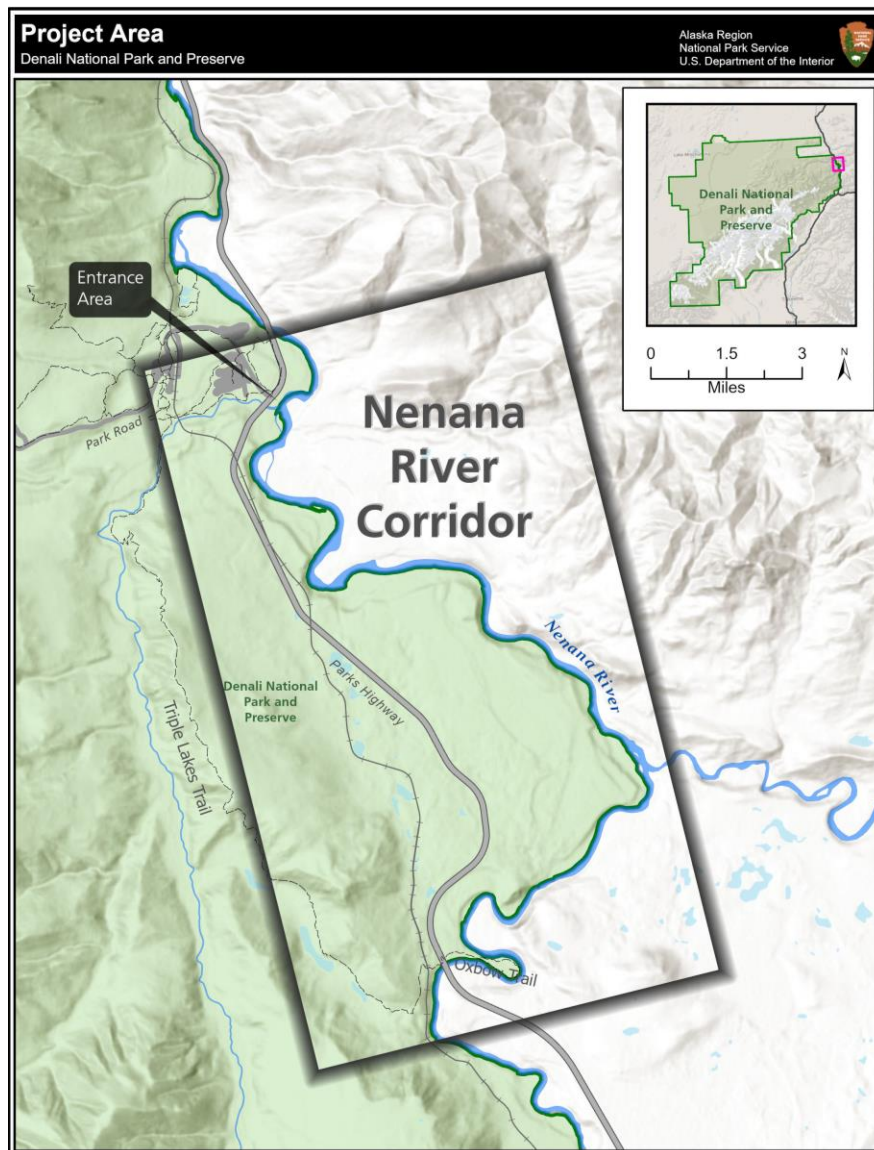 Project Area
Denali National Park and Preserve
Alaska Region
National Park Service
U.S. Department of the Interior
Denali National
Park and
Preserve
0 1.5 3
Miles
N
Entrance
Area
Park Road
Nenana
River
Corridor
Nenana River
Parks Highway
Denali National
Park and
Preserve
Triple Lakes Trail
Oxbow Trail